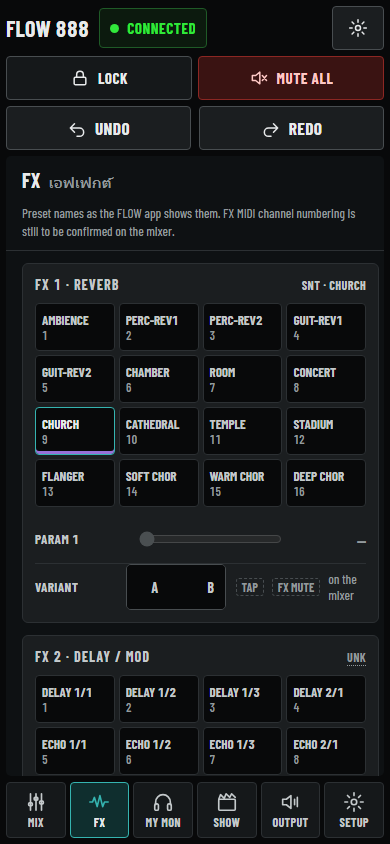 FLOW 888
CONNECTED
LOCK
MUTE ALL
UNDO
REDO
FX เอฟเฟกต์
Preset names as the FLOW app shows them. FX MIDI channel numbering is
still to be confirmed on the mixer.
FX 1 · REVERB
SNT · CHURCH
AMBIENCE PERC-REV1 PERC-REV2 GUIT-REV1
1 2 3 4
GUIT-REV2 CHAMBER ROOM CONCERT
5 6 7 8
CHURCH CATHEDRAL TEMPLE STADIUM
9 10 11 12
FLANGER SOFT CHOR WARM CHOR DEEP CHOR
13 14 15 16
PARAM 1 –
VARIANT A B TAP FX MUTE on the
mixer
FX 2 · DELAY / MOD
UNK
DELAY 1/1 DELAY 1/2 DELAY 1/3 DELAY 2/1
1 2 3 4
ECHO 1/1 ECHO 1/2 ECHO 1/3 ECHO 2/1
5 6 7 8
MIX FX MY MON SHOW OUTPUT SETUP